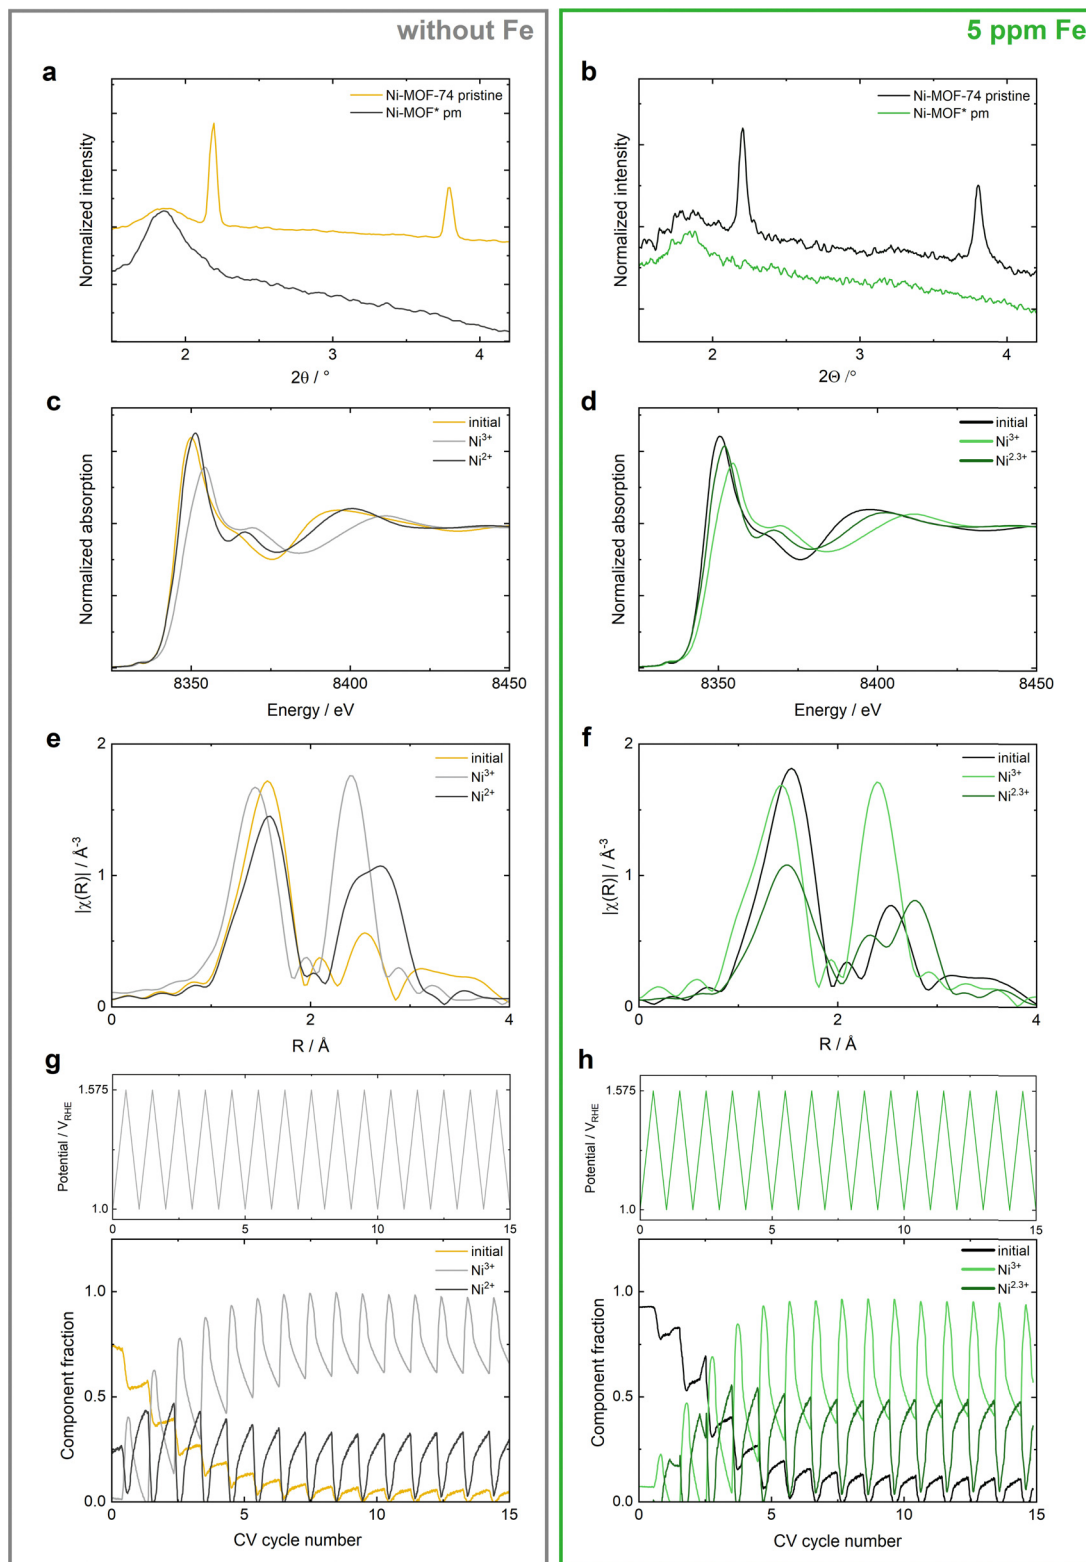 without Fe
5 ppm Fe
a
Ni-MOF-74 pristine
Ni-MOF* pm
Normalized intensity
2
3
4
2θ / °
b
Ni-MOF-74 pristine
Ni-MOF* pm
Normalized intensity
2
3
4
2Θ /°
c
initial
Ni³⁺
Ni²⁺
Normalized absorption
8350
8400
8450
Energy / eV
d
initial
Ni³⁺
Ni²·³⁺
Normalized absorption
8350
8400
8450
Energy / eV
e
initial
Ni³⁺
Ni²⁺
|χ(R)| / Å⁻³
2
1
0
0
2
4
R / Å
f
initial
Ni³⁺
Ni²·³⁺
|χ(R)| / Å⁻³
2
1
0
0
2
4
R / Å
g
Potential / V_RHE
1.575
1.0
0
5
10
15
initial
Ni³⁺
Ni²⁺
Component fraction
1.0
0.5
0.0
0
5
10
15
CV cycle number
h
Potential / V_RHE
1.575
1.0
0
5
10
15
initial
Ni³⁺
Ni²·³⁺
Component fraction
1.0
0.5
0.0
0
5
10
15
CV cycle number